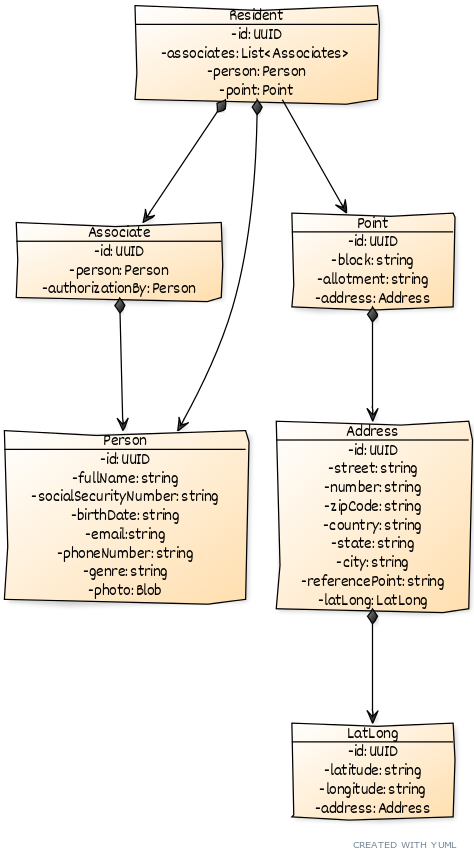 Resident
-id: UUID
-associates: List<Associates>
-person: Person
-point: Point
Associate
-id: UUID
-person: Person
-authorizationBy: Person
Point
-id: UUID
-block: string
-allotment: string
-address: Address
Person
-id: UUID
-fullName: string
-socialSecurityNumber: string
-birthDate: string
-email:string
-phoneNumber: string
-genre: string
-photo: Blob
Address
-id: UUID
-street: string
-number: string
-zipCode: string
-country: string
-state: string
-city: string
-referencePoint: string
-latLong: LatLong
LatLong
-id: UUID
-latitude: string
-longitude: string
-address: Address
CREATED WITH YUML